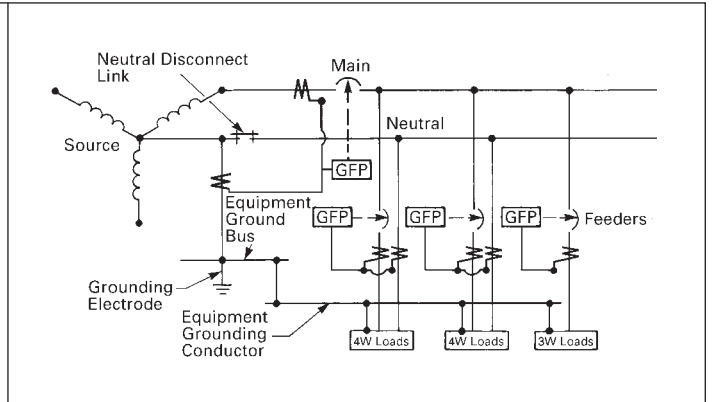 Neutral Disconnect
Link
Main
Source
Neutral
GFP
Equipment
Ground
Bus
GFP
GFP
GFP
Feeders
Grounding
Electrode
Equipment
Grounding
Conductor
4W Loads
4W Loads
3W Loads